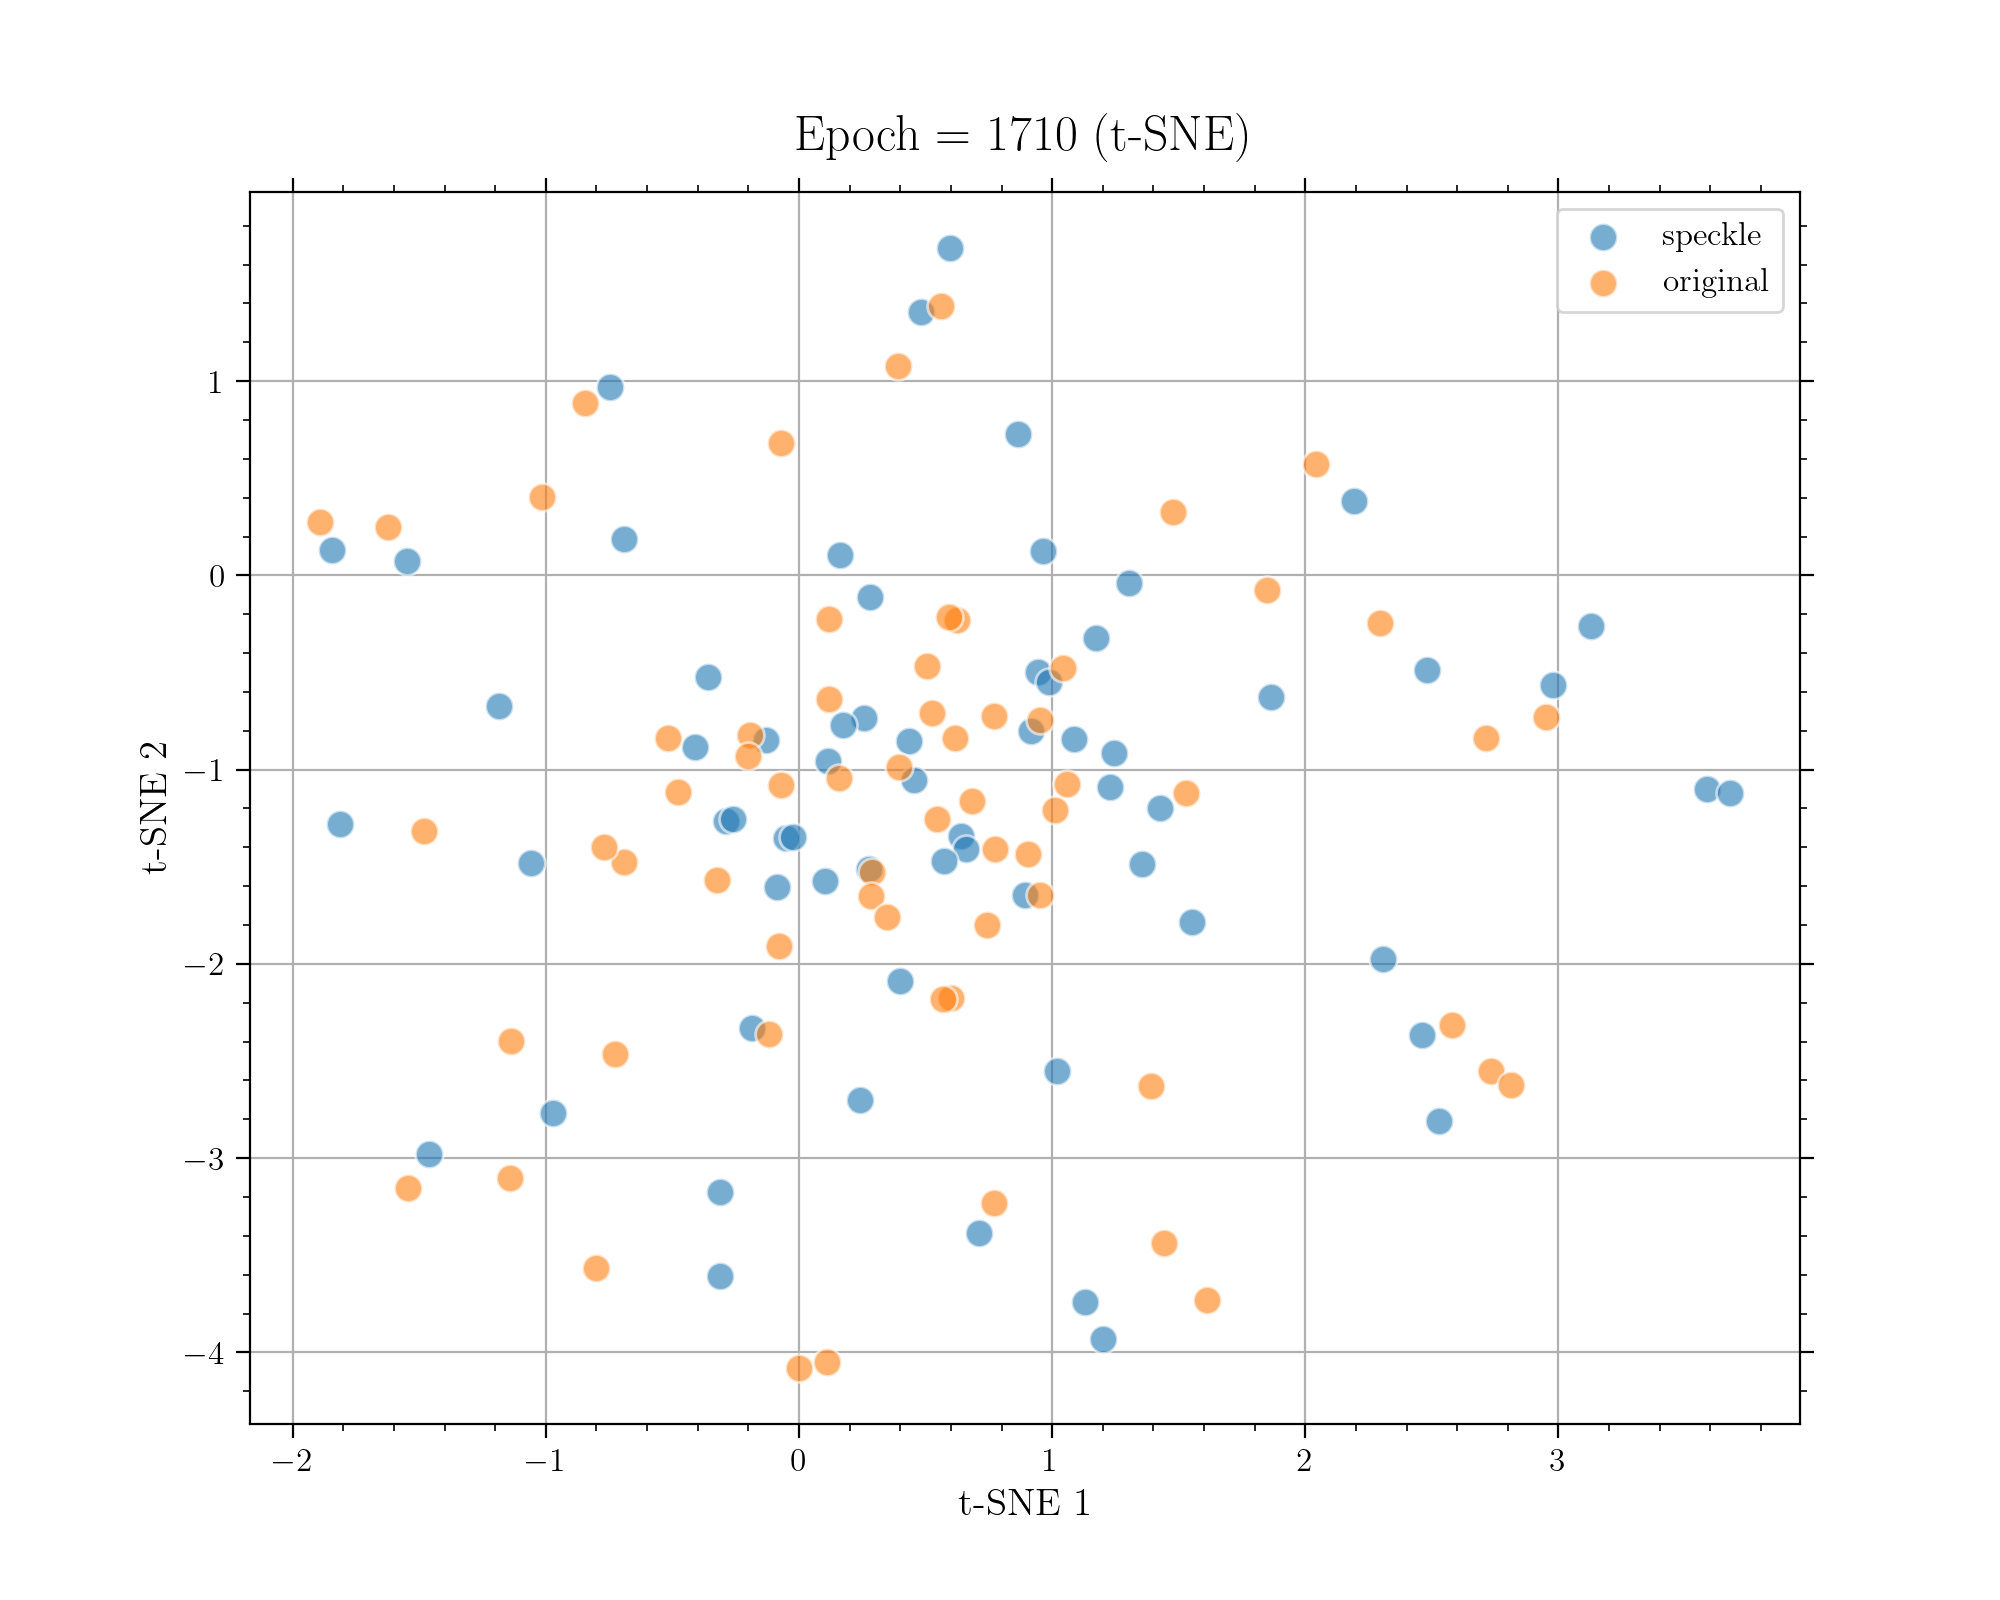 Epoch = 1710 (t-SNE)
speckle
original
t-SNE 2
1
0
−1
−2
−3
−4
−2
−1
0
1
2
3
t-SNE 1